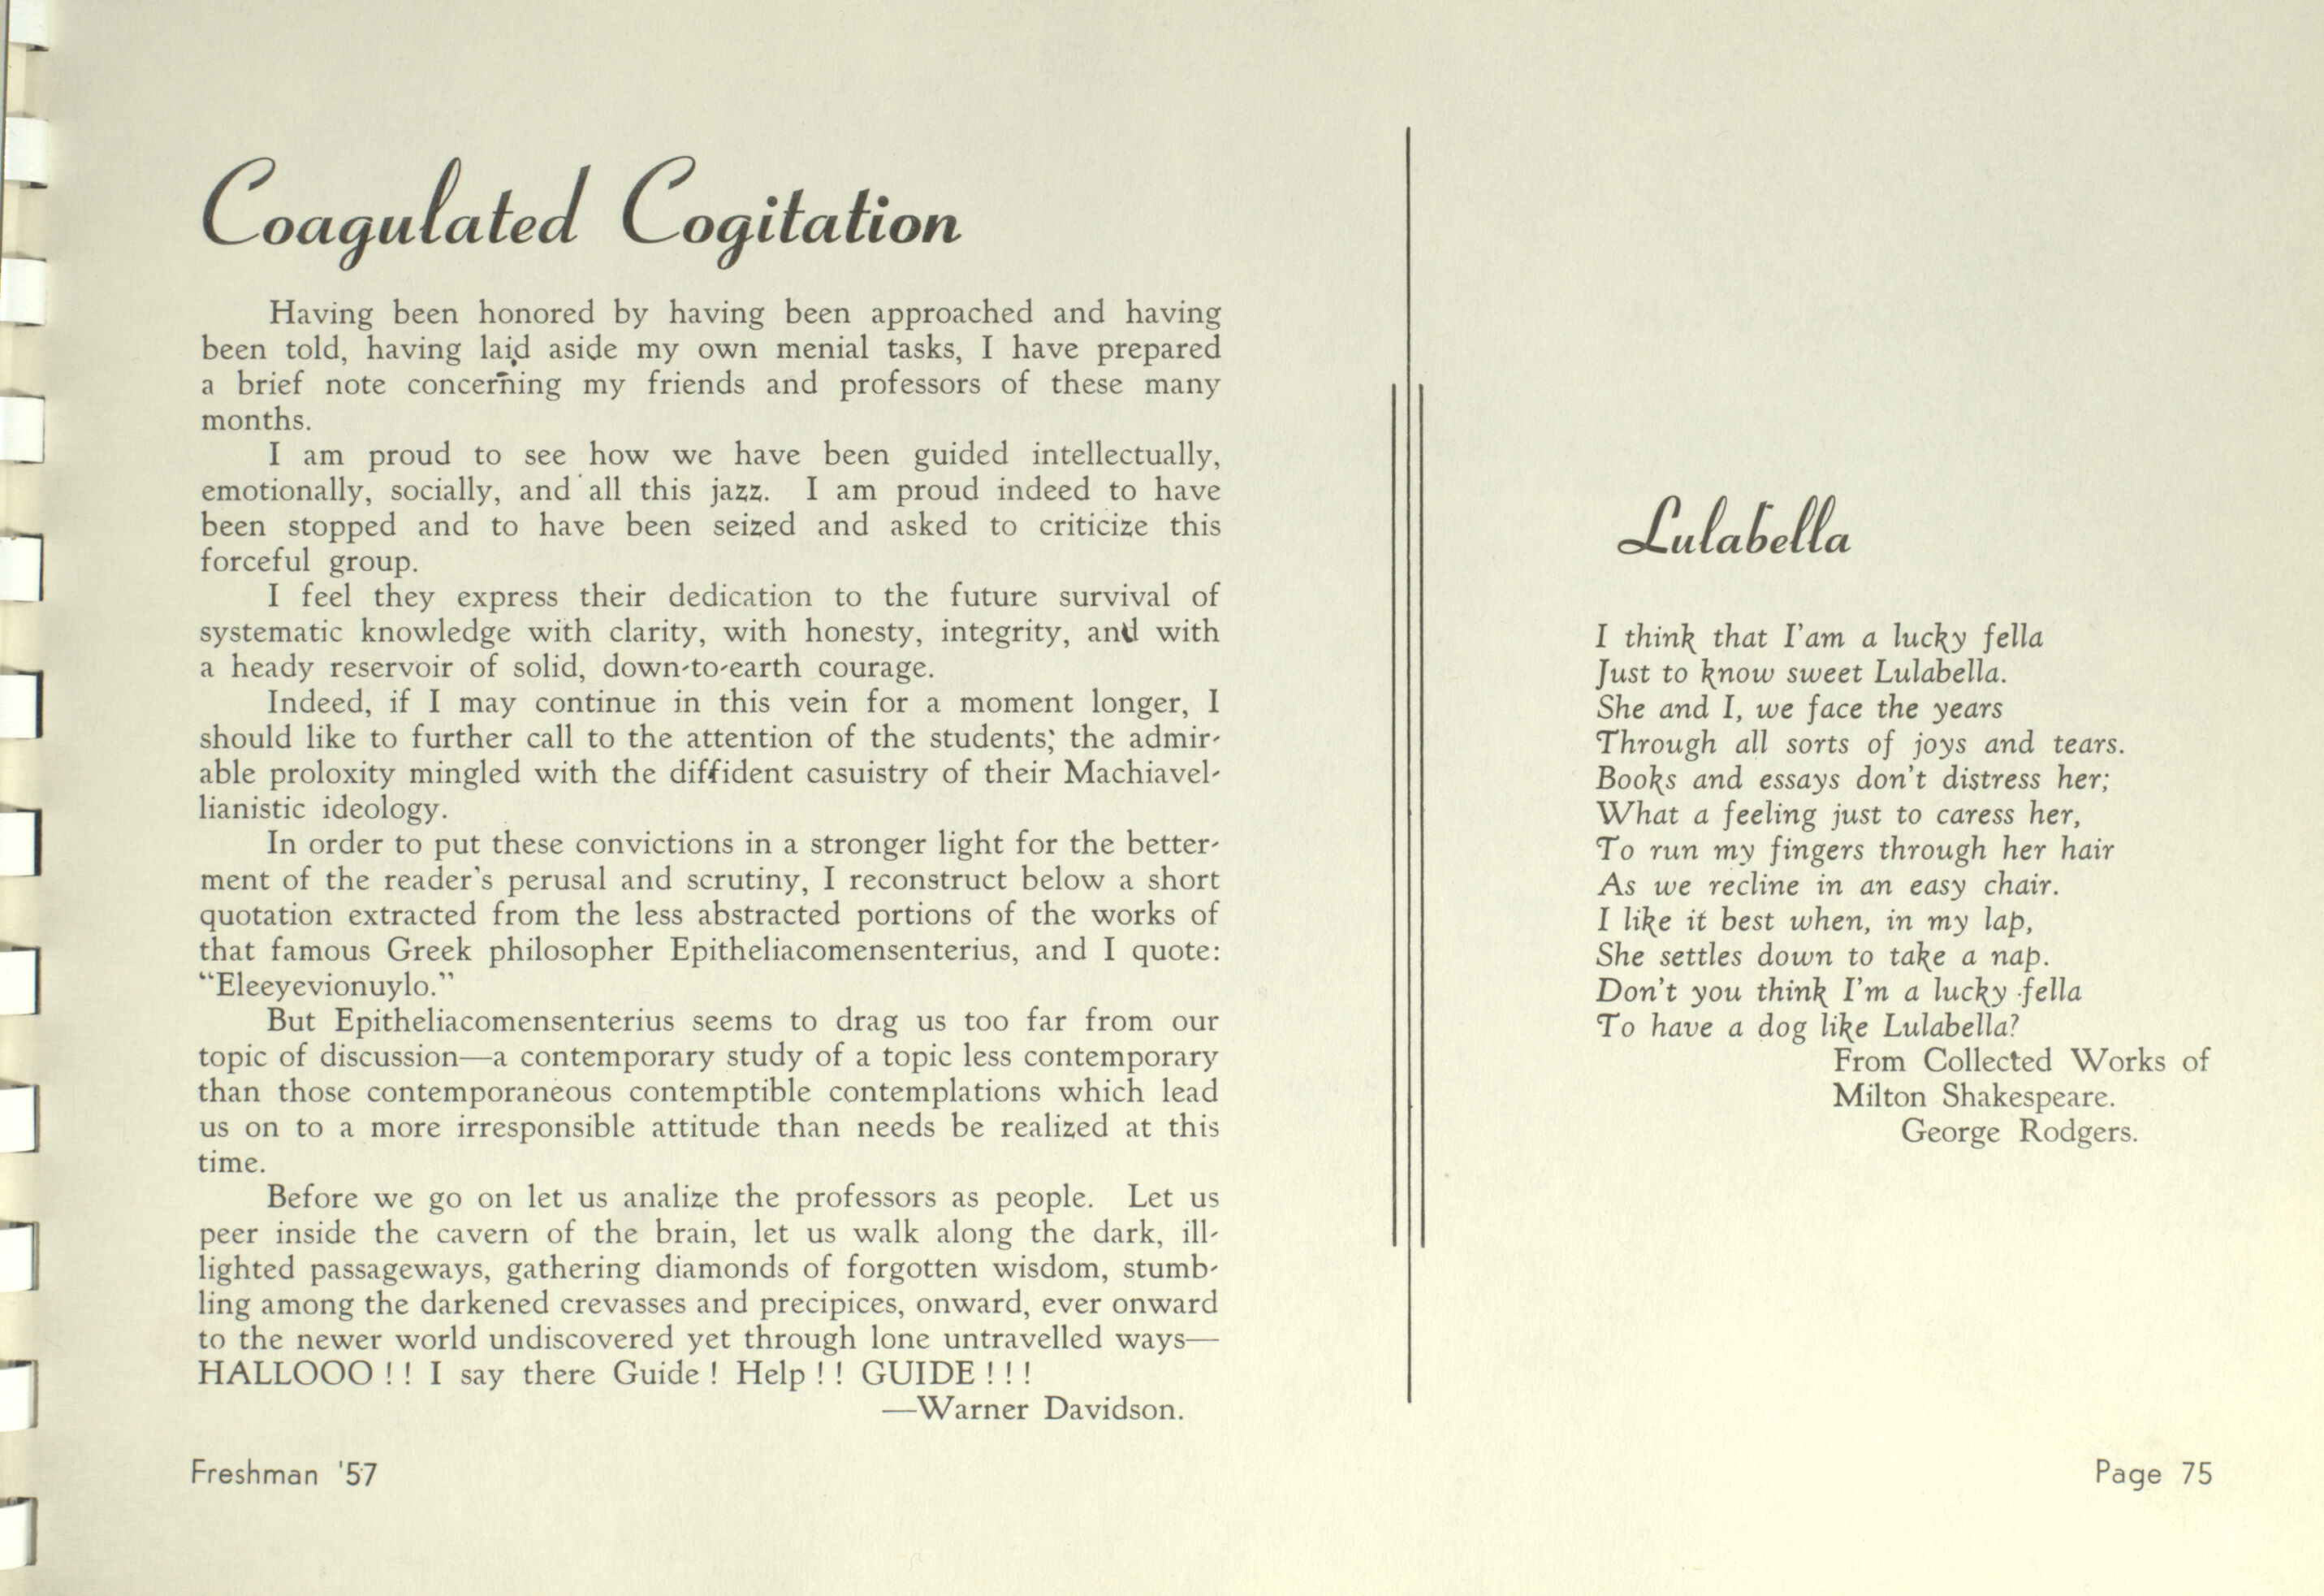 Coagulated Cogitation
Having been honored by having been approached and having
been told, having laid aside my own menial tasks, I have prepared
a brief note concerning my friends and professors of these many
months.
I am proud to see how we have been guided intellectually,
emotionally, socially, and all this jazz. I am proud indeed to have
been stopped and to have been seized and asked to criticize this
forceful group.
I feel they express their dedication to the future survival of
systematic knowledge with clarity, with honesty, integrity, and with
a heady reservoir of solid, down-to-earth courage.
Indeed, if I may continue in this vein for a moment longer, I
should like to further call to the attention of the students; the admir-
able proloxity mingled with the diffident casuistry of their Machiavel-
lianistic ideology.
In order to put these convictions in a stronger light for the better-
ment of the reader's perusal and scrutiny, I reconstruct below a short
quotation extracted from the less abstracted portions of the works of
that famous Greek philosopher Epitheliacomensenterius, and I quote:
"Eleeyevionuylo."
But Epitheliacomensenterius seems to drag us too far from our
topic of discussion—a contemporary study of a topic less contemporary
than those contemporaneous contemptible contemplations which lead
us on to a more irresponsible attitude than needs be realized at this
time.
Before we go on let us analize the professors as people. Let us
peer inside the cavern of the brain, let us walk along the dark, ill-
lighted passageways, gathering diamonds of forgotten wisdom, stumb-
ling among the darkened crevasses and precipices, onward, ever onward
to the newer world undiscovered yet through lone untravelled ways—
HALLOOO ! ! I say there Guide ! Help ! ! GUIDE ! ! !
—Warner Davidson.
Lulabella
I think that I'am a lucky fella
Just to know sweet Lulabella.
She and I, we face the years
Through all sorts of joys and tears.
Books and essays don't distress her;
What a feeling just to caress her,
To run my fingers through her hair
As we recline in an easy chair.
I like it best when, in my lap,
She settles down to take a nap.
Don't you think I'm a lucky fella
To have a dog like Lulabella?
From Collected Works of
Milton Shakespeare.
George Rodgers.
Freshman '57
Page 75